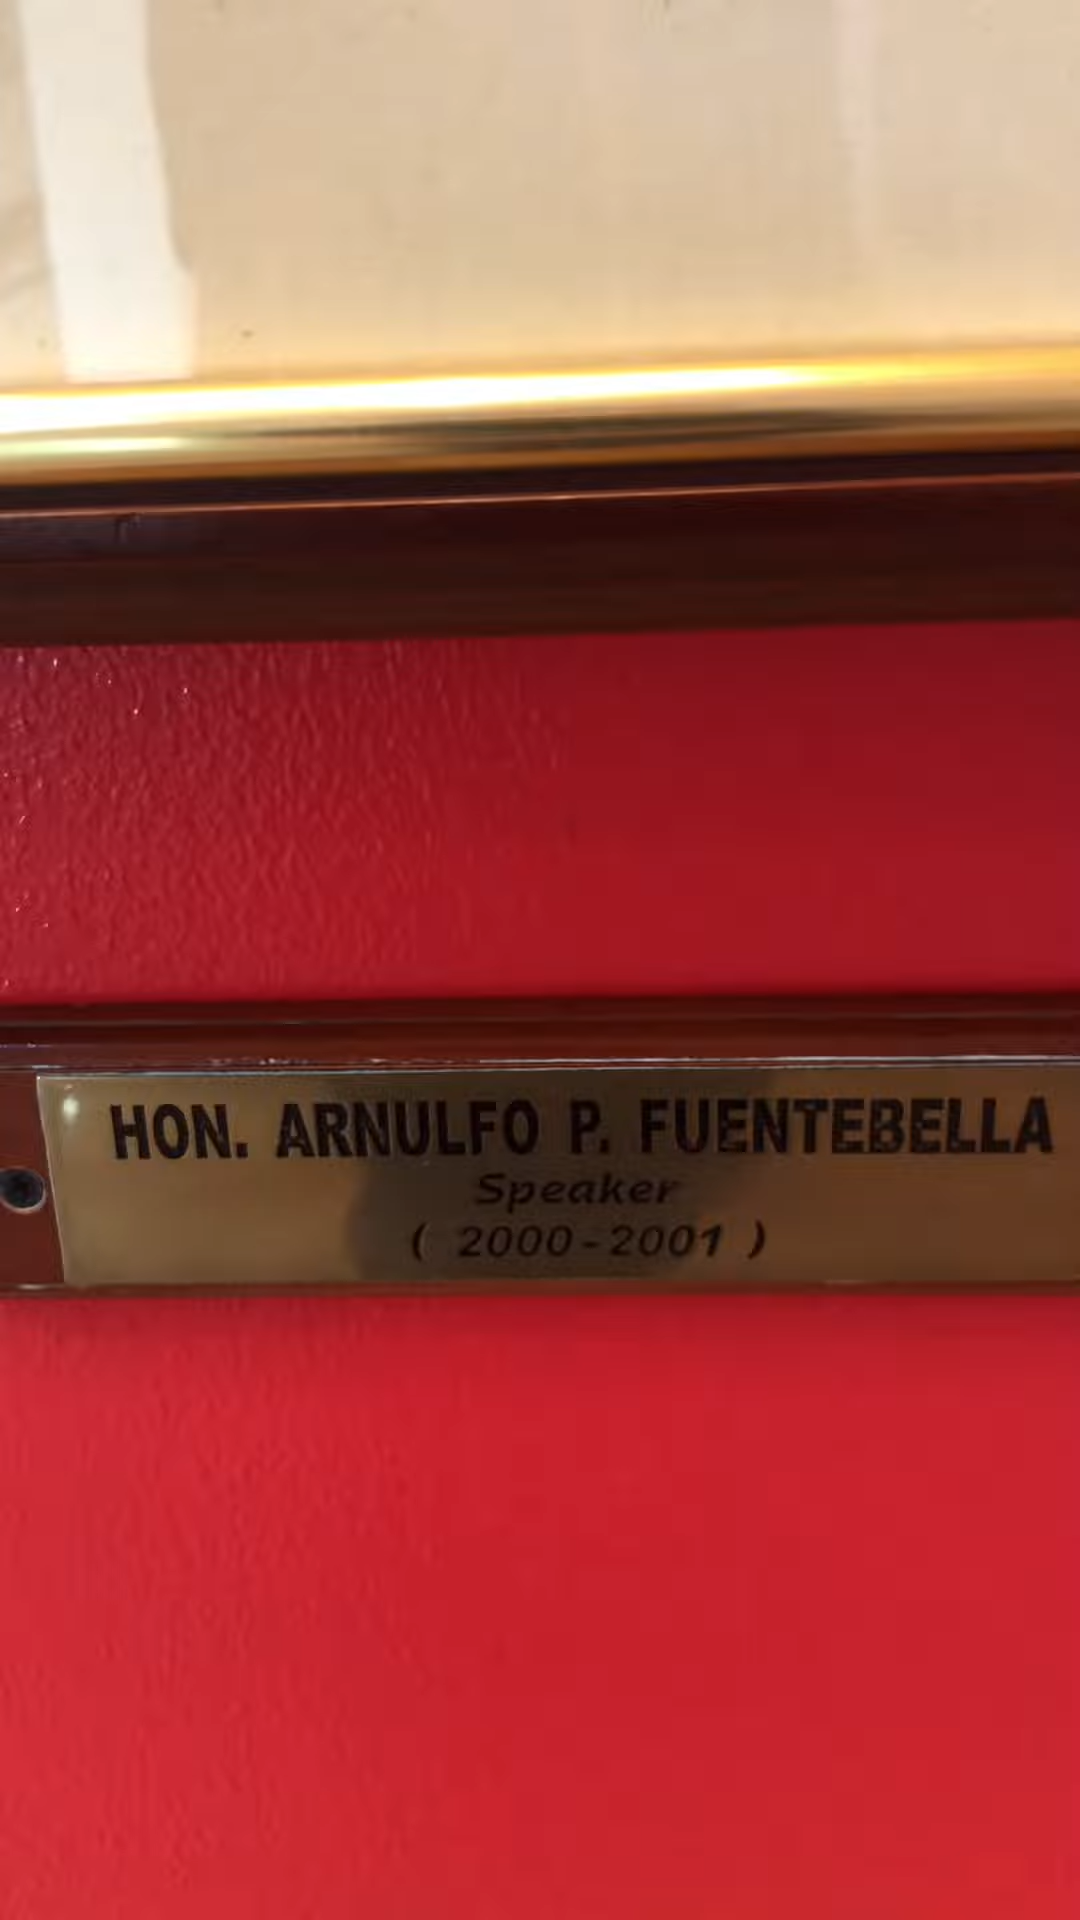 HON. ARNULFO P. FUENTEBELLA
Speaker
( 2000-2001 )